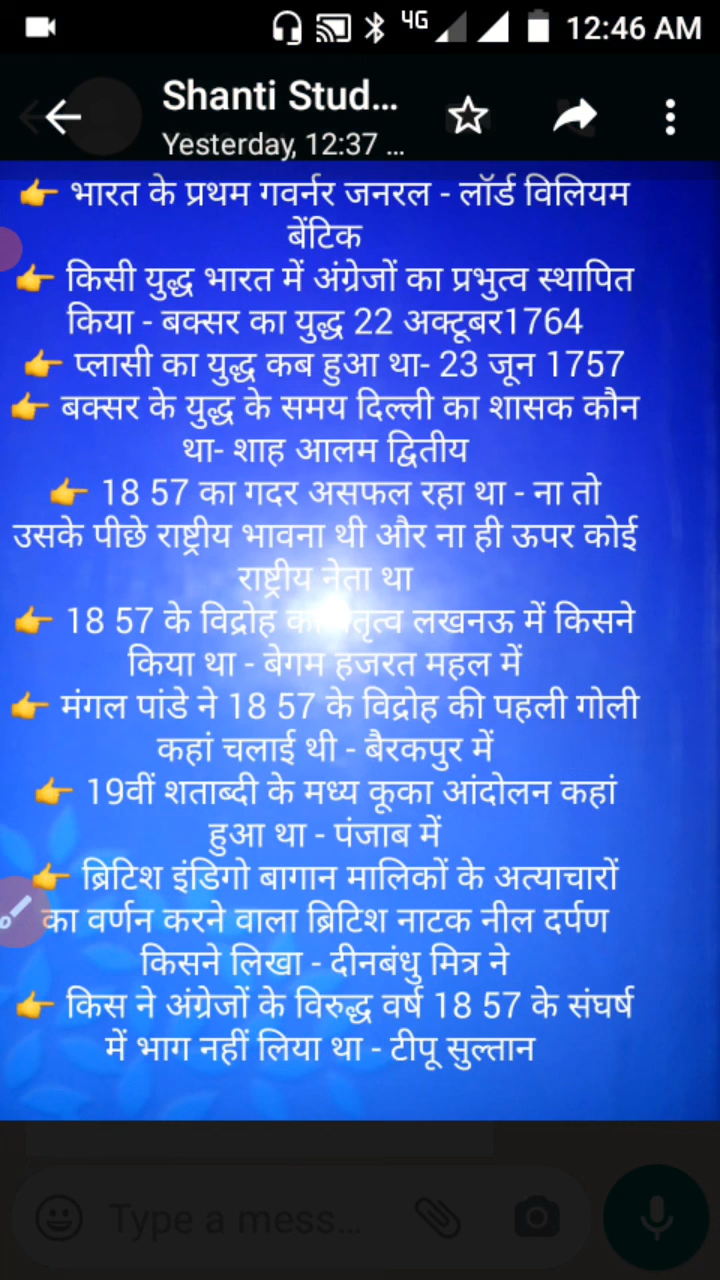 4G 12:46 AM
Shanti Stud...
Yesterday, 12:37 ...
👉 भारत के प्रथम गवर्नर जनरल - लॉर्ड विलियम
बेंटिक
👉 किसी युद्ध भारत में अंग्रेजों का प्रभुत्व स्थापित
किया - बक्सर का युद्ध 22 अक्टूबर1764
👉 प्लासी का युद्ध कब हुआ था- 23 जून 1757
👉 बक्सर के युद्ध के समय दिल्ली का शासक कौन
था- शाह आलम द्वितीय
👉 18 57 का गदर असफल रहा था - ना तो
उसके पीछे राष्ट्रीय भावना थी और ना ही ऊपर कोई
राष्ट्रीय नेता था
👉 18 57 के विद्रोह लखनऊ में किसने
किया था - बेगम हजरत महल में
👉 मंगल पांडे ने 18 57 के विद्रोह की पहली गोली
कहां चलाई थी - बैरकपुर में
👉 19वीं शताब्दी के मध्य कूका आंदोलन कहां
हुआ था - पंजाब में
👉 ब्रिटिश इंडिगो बागान मालिकों के अत्याचारों
का वर्णन करने वाला ब्रिटिश नाटक नील दर्पण
किसने लिखा - दीनबंधु मित्र ने
👉 किस ने अंग्रेजों के विरुद्ध वर्ष 18 57 के संघर्ष
में भाग नहीं लिया था - टीपू सुल्तान
Type a mess...